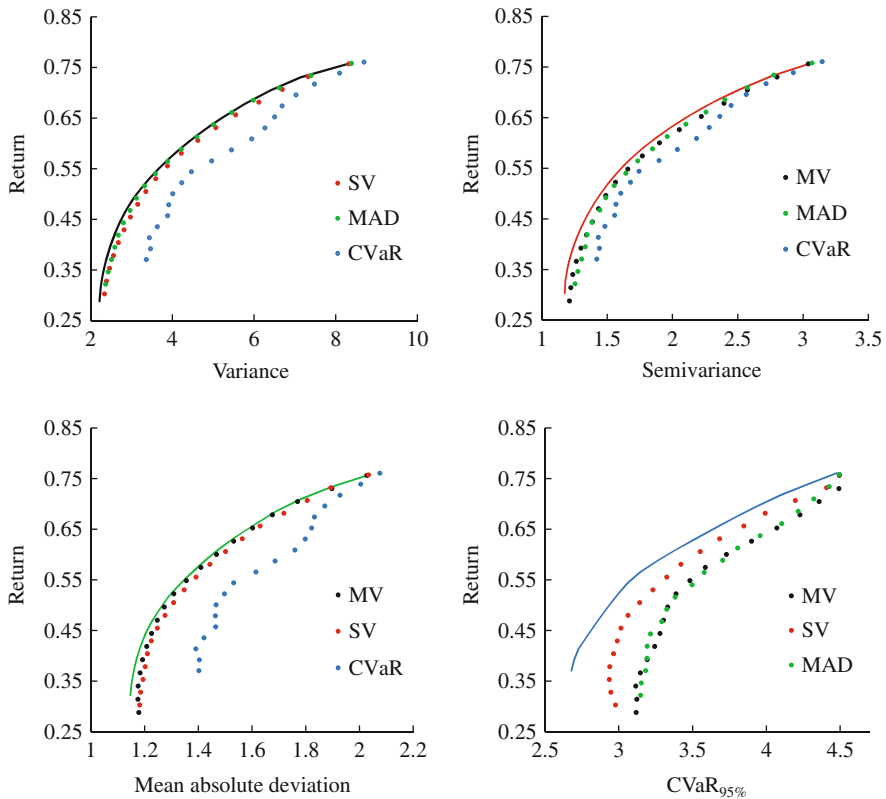 0.85
0.75
0.65
0.55
0.45
0.35
0.25
Return
2
4
6
8
10
Variance
SV
MAD
CVaR
0.85
0.75
0.65
0.55
0.45
0.35
0.25
Return
1
1.5
2
2.5
3
3.5
Semivariance
MV
MAD
CVaR
0.85
0.75
0.65
0.55
0.45
0.35
0.25
Return
1
1.2
1.4
1.6
1.8
2
2.2
Mean absolute deviation
MV
SV
CVaR
0.85
0.75
0.65
0.55
0.45
0.35
0.25
Return
2.5
3
3.5
4
4.5
CVaR95%
MV
SV
MAD